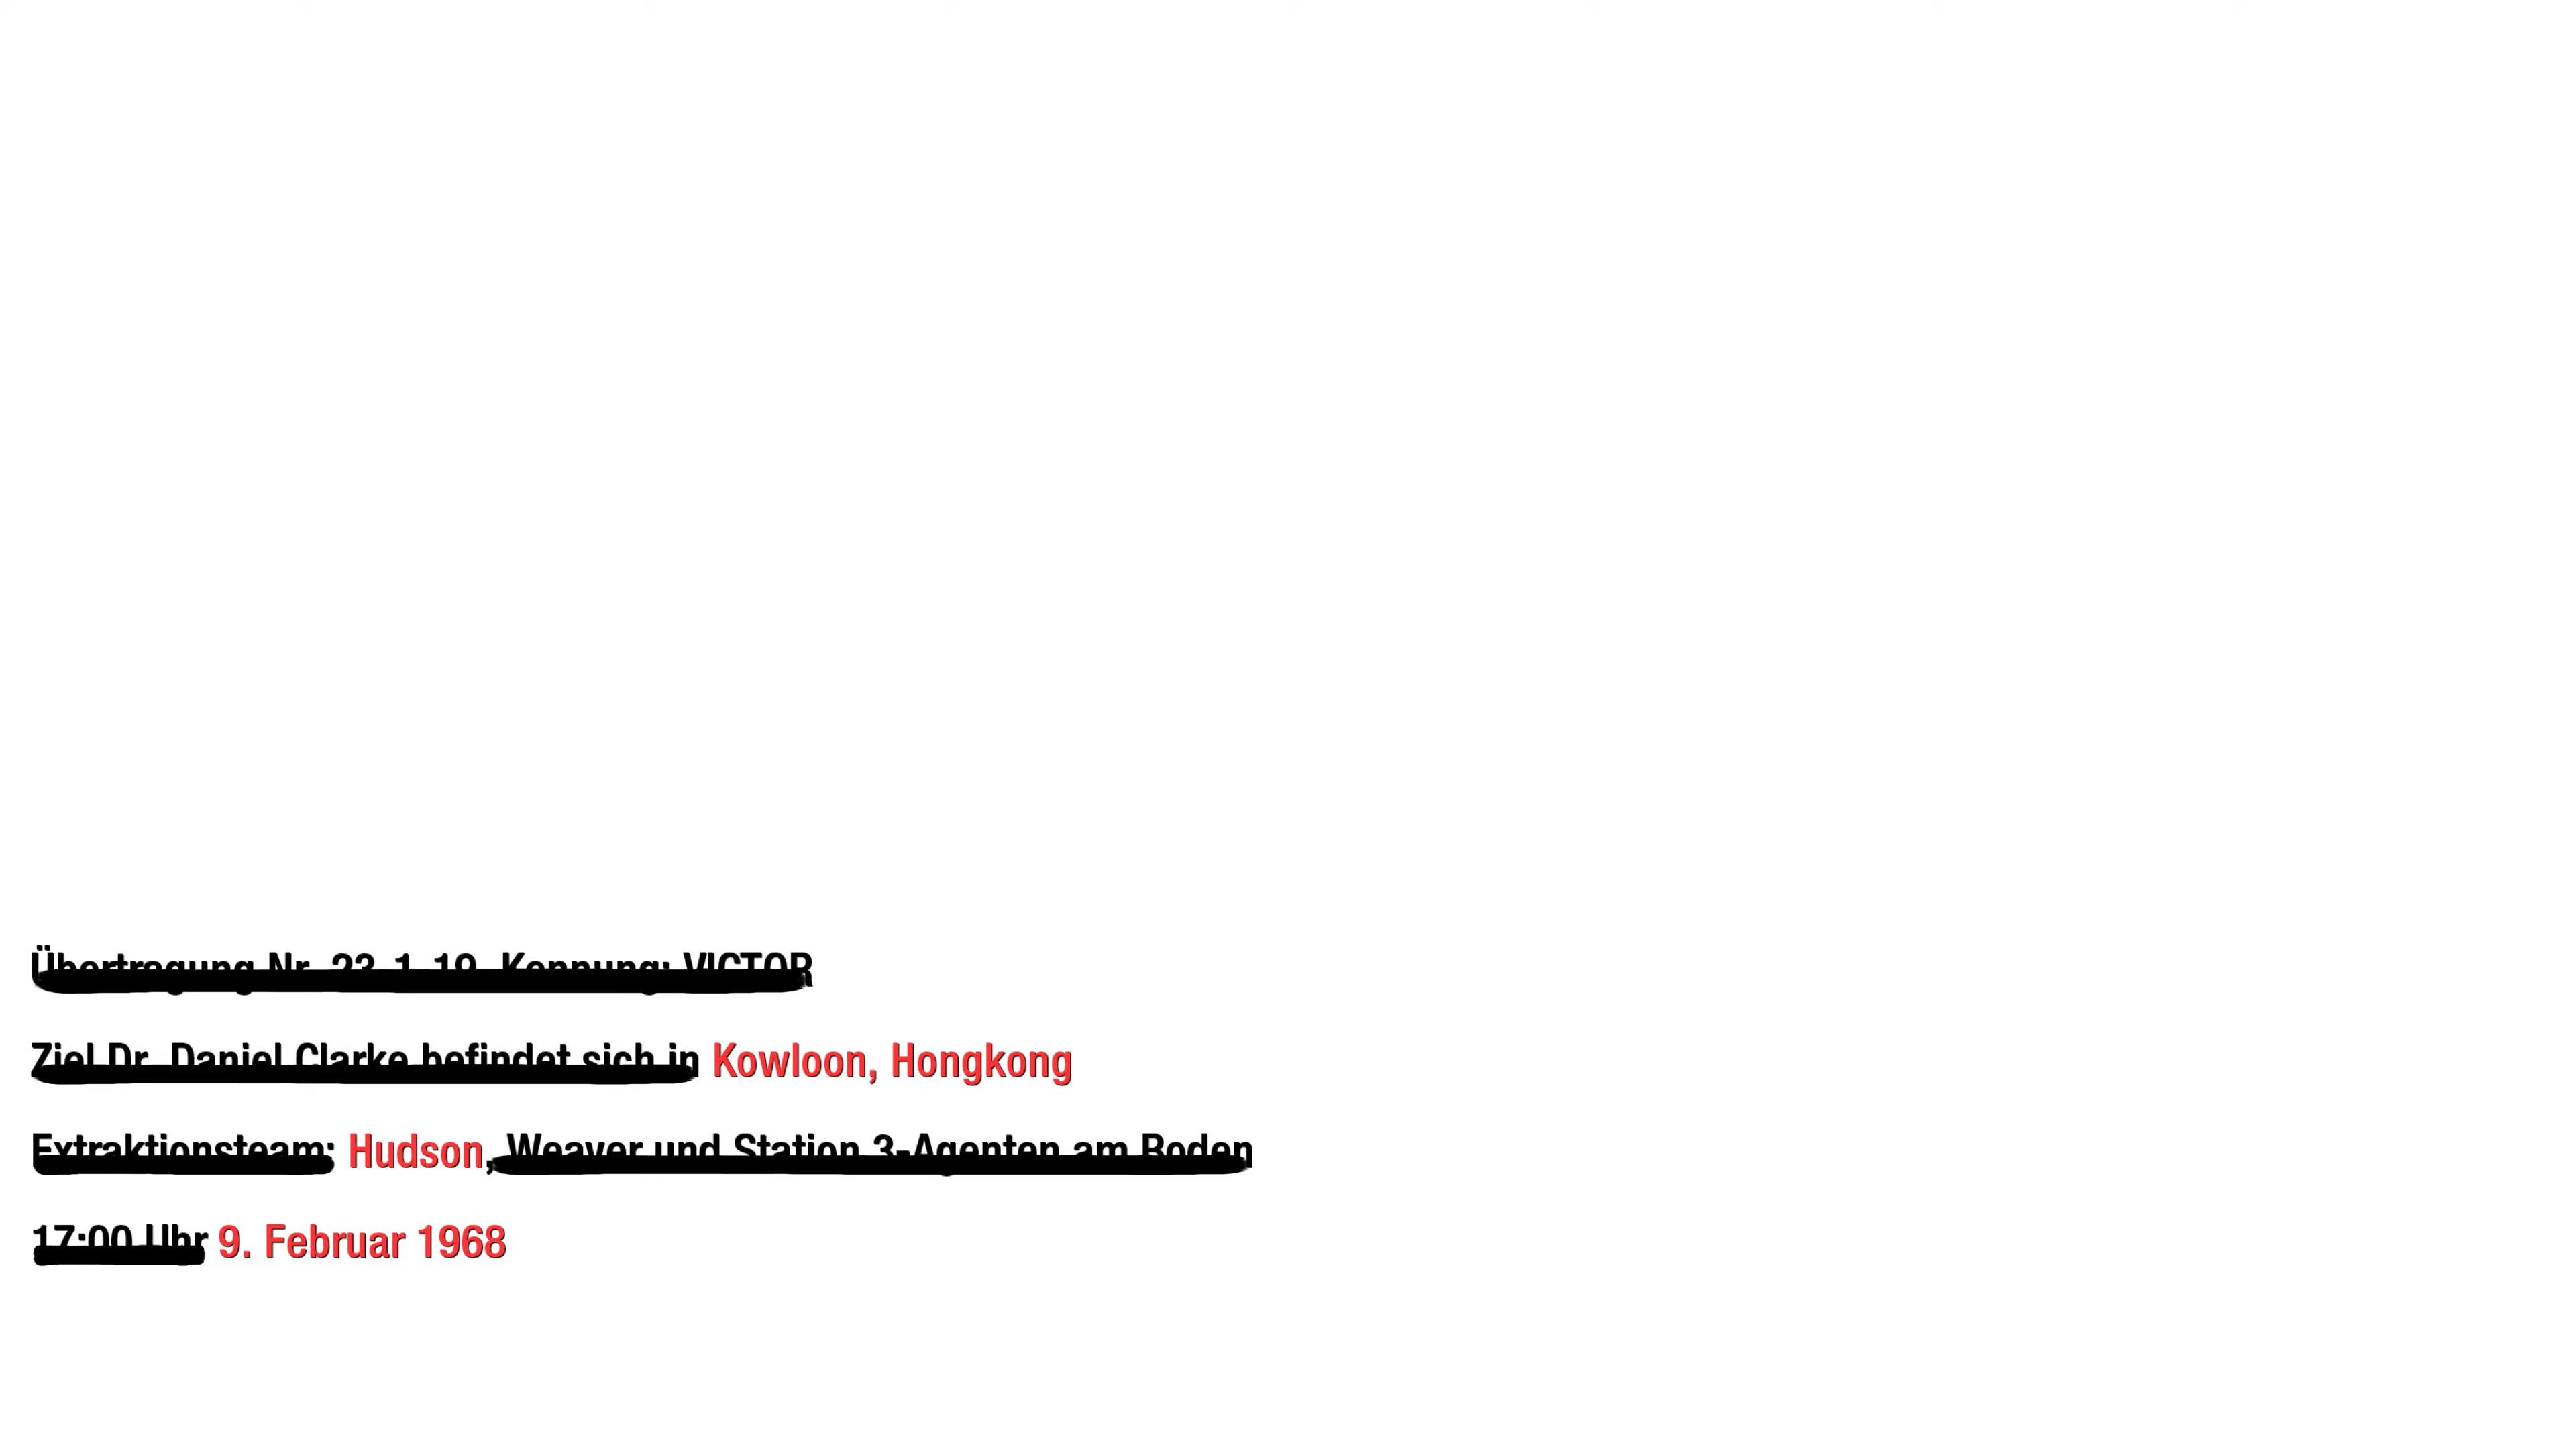 Übertragung Nr. 23-1-19, Kennung: VICTOR
Ziel Dr. Daniel Clarke befindet sich in Kowloon, Hongkong
Extraktionsteam: Hudson, Weaver und Station 3-Agenten am Boden
17:00 Uhr 9. Februar 1968